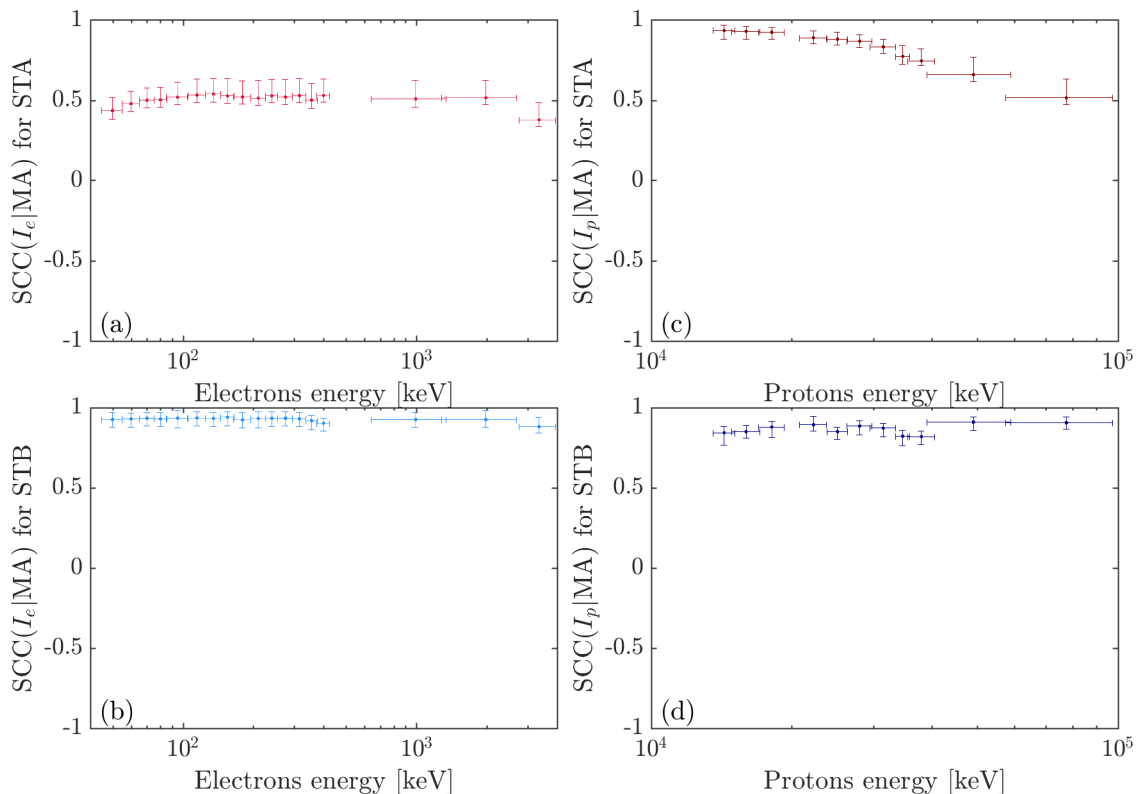 SCC(I_e|MA) for STA
1
0.5
0
-0.5
-1
(a)
10^2
10^3
Electrons energy [keV]
SCC(I_p|MA) for STA
1
0.5
0
-0.5
-1
(c)
10^4
10^5
Protons energy [keV]
SCC(I_e|MA) for STB
1
0.5
0
-0.5
-1
(b)
10^2
10^3
Electrons energy [keV]
SCC(I_p|MA) for STB
1
0.5
0
-0.5
-1
(d)
10^4
10^5
Protons energy [keV]